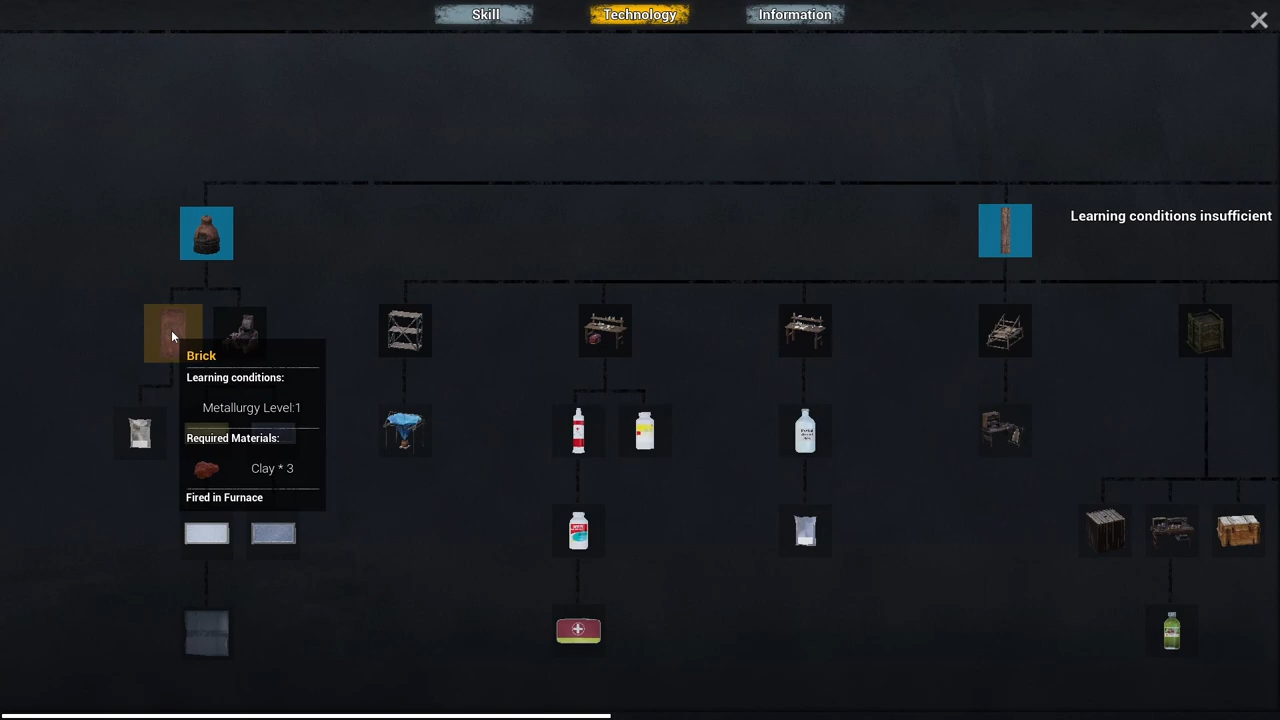 Skill
Technology
Information
Learning conditions insufficient
Brick
Learning conditions:
Metallurgy Level:1
Required Materials:
Clay * 3
Fired in Furnace